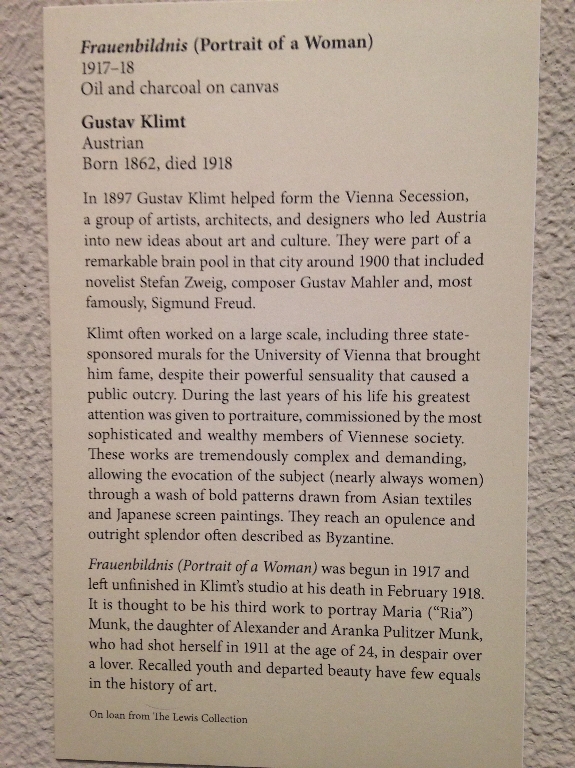 Frauenbildnis (Portrait of a Woman)
1917–18
Oil and charcoal on canvas
Gustav Klimt
Austrian
Born 1862, died 1918
In 1897 Gustav Klimt helped form the Vienna Secession,
a group of artists, architects, and designers who led Austria
into new ideas about art and culture. They were part of a
remarkable brain pool in that city around 1900 that included
novelist Stefan Zweig, composer Gustav Mahler and, most
famously, Sigmund Freud.
Klimt often worked on a large scale, including three state-
sponsored murals for the University of Vienna that brought
him fame, despite their powerful sensuality that caused a
public outcry. During the last years of his life his greatest
attention was given to portraiture, commissioned by the most
sophisticated and wealthy members of Viennese society.
These works are tremendously complex and demanding,
allowing the evocation of the subject (nearly always women)
through a wash of bold patterns drawn from Asian textiles
and Japanese screen paintings. They reach an opulence and
outright splendor often described as Byzantine.
Frauenbildnis (Portrait of a Woman) was begun in 1917 and
left unfinished in Klimt's studio at his death in February 1918.
It is thought to be his third work to portray Maria (“Ria”)
Munk, the daughter of Alexander and Aranka Pulitzer Munk,
who had shot herself in 1911 at the age of 24, in despair over
a lover. Recalled youth and departed beauty have few equals
in the history of art.
On loan from The Lewis Collection